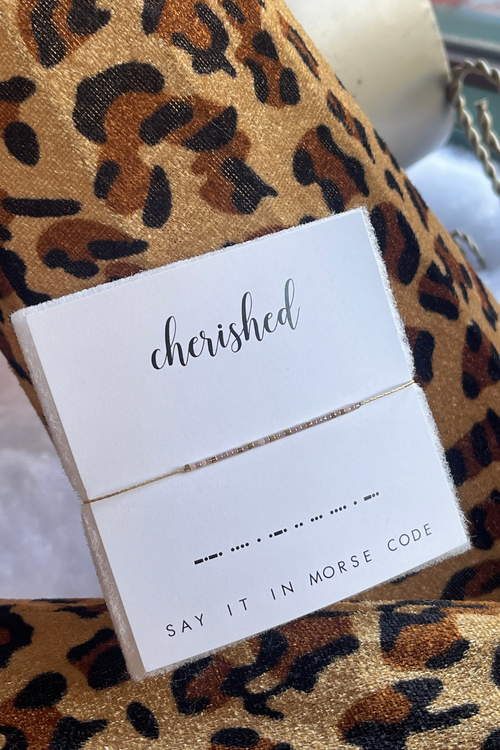 cherished
-.-. .... . .-. .. ... .... . -..
SAY IT IN MORSE CODE